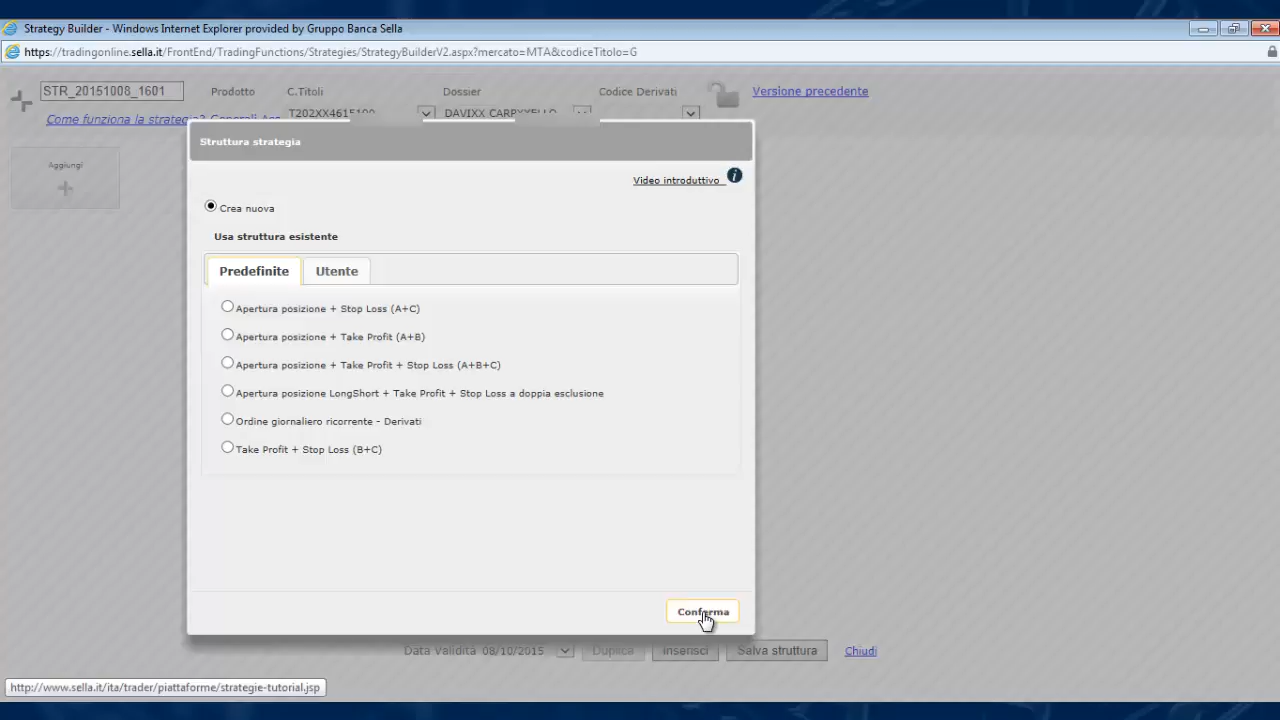 Strategy Builder - Windows Internet Explorer provided by Gruppo Banca Sella
https://tradingonline.sella.it/FrontEnd/TradingFunctions/Strategies/StrategyBuilderV2.aspx?mercato=MTA&codiceTitolo=G
STR_20151008_1601 Prodotto C.Titoli Dossier Codice Derivati Versione precedente
Come funziona la strategia? Generali
Struttura strategia
Aggiungi
Video introduttivo
Crea nuova
Usa struttura esistente
Predefinite Utente
Apertura posizione + Stop Loss (A+C)
Apertura posizione + Take Profit (A+B)
Apertura posizione + Take Profit + Stop Loss (A+B+C)
Apertura posizione LongShort + Take Profit + Stop Loss a doppia esclusione
Ordine giornaliero ricorrente - Derivati
Take Profit + Stop Loss (B+C)
Conferma
Data Validità 08/10/2015 Duplica Inserisci Salva struttura Chiudi
http://www.sella.it/ita/trader/piattaforme/strategie-tutorial.jsp